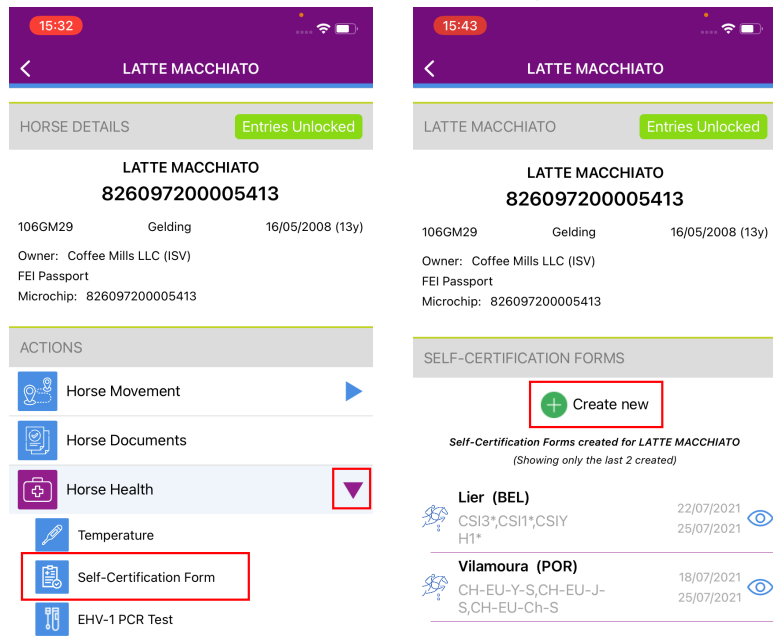 15:32
LATTE MACCHIATO
HORSE DETAILS
Entries Unlocked
LATTE MACCHIATO
826097200005413
106GM29 Gelding 16/05/2008 (13y)
Owner: Coffee Mills LLC (ISV)
FEI Passport
Microchip: 826097200005413
ACTIONS
Horse Movement
Horse Documents
Horse Health
Temperature
Self-Certification Form
EHV-1 PCR Test
15:43
LATTE MACCHIATO
LATTE MACCHIATO
Entries Unlocked
LATTE MACCHIATO
826097200005413
106GM29 Gelding 16/05/2008 (13y)
Owner: Coffee Mills LLC (ISV)
FEI Passport
Microchip: 826097200005413
SELF-CERTIFICATION FORMS
Create new
Self-Certification Forms created for LATTE MACCHIATO
(Showing only the last 2 created)
Lier (BEL)
CSI3*,CSI1*,CSIY
H1*
22/07/2021
25/07/2021
Vilamoura (POR)
CH-EU-Y-S,CH-EU-J-
S,CH-EU-Ch-S
18/07/2021
25/07/2021